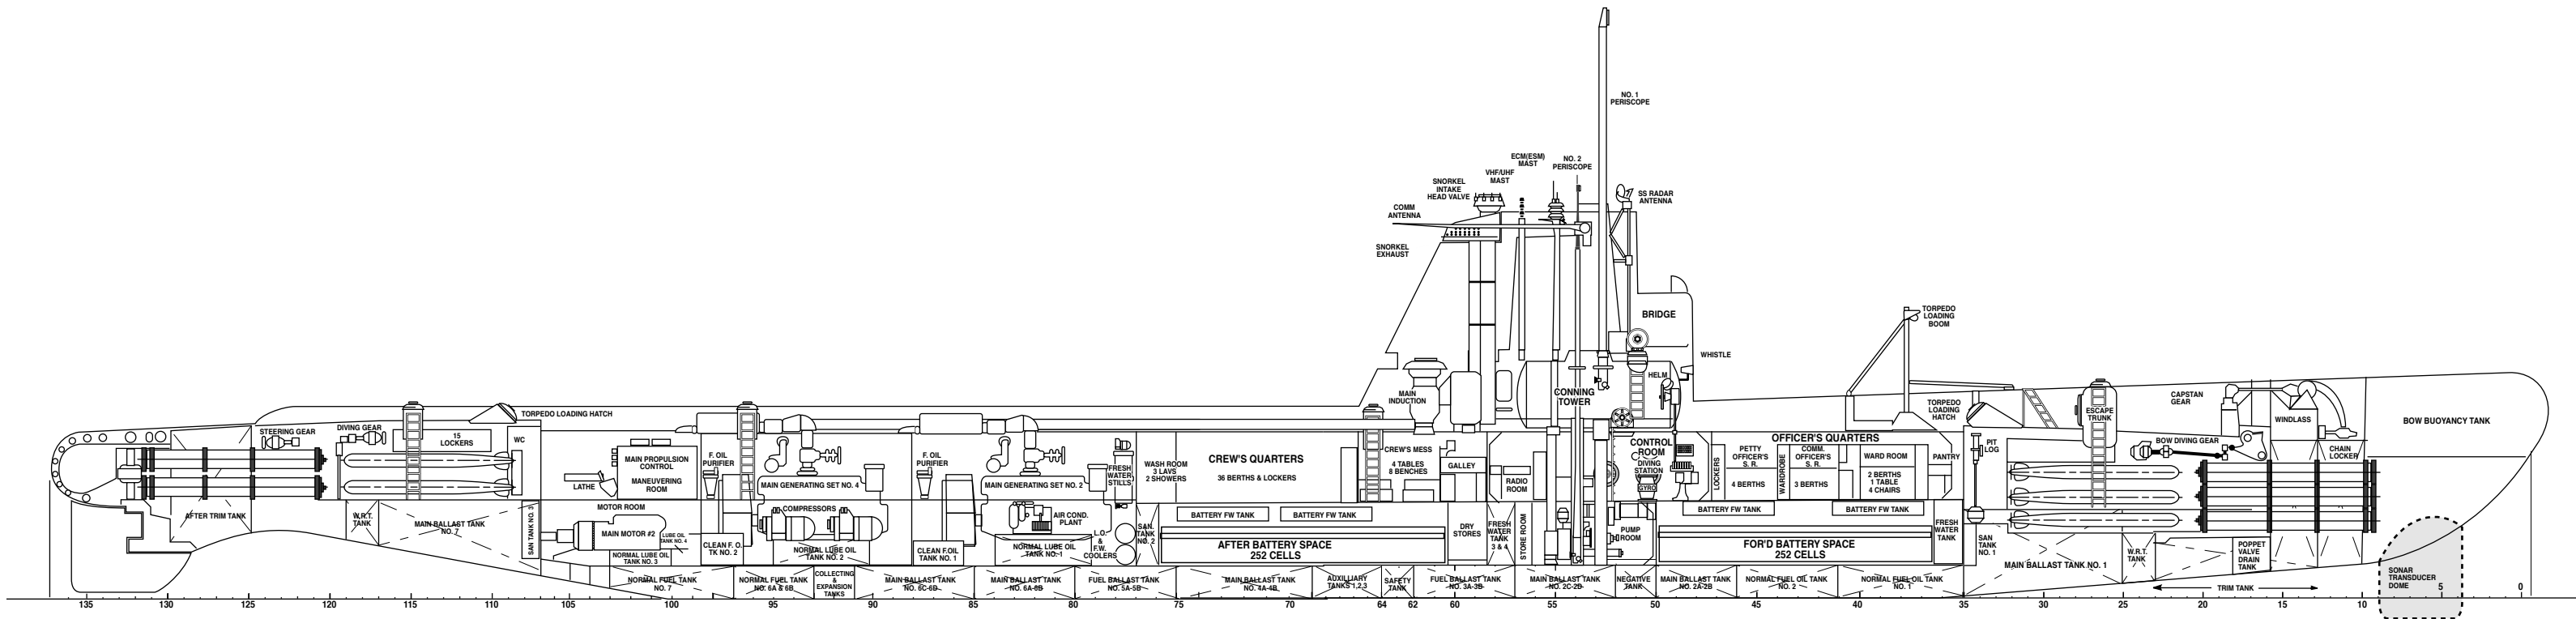 NO. 1
PERISCOPE
ECM(ESM)
MAST
NO. 2
PERISCOPE
VHF/UHF
MAST
SNORKEL
INTAKE
HEAD VALVE
SS RADAR
ANTENNA
COMM
ANTENNA
SNORKEL
EXHAUST
BRIDGE
TORPEDO
LOADING
BOOM
WHISTLE
HELM
MAIN
INDUCTION
CONNING
TOWER
TORPEDO LOADING HATCH
STEERING GEAR
DIVING GEAR
15
LOCKERS
WC
MAIN PROPULSION
CONTROL
MANEUVERING
ROOM
LATHE
F. OIL
PURIFIER
MAIN GENERATING SET NO. 4
F. OIL
PURIFIER
MAIN GENERATING SET NO. 2
FRESH
WATER
STILLS
WASH ROOM
3 LAVS
2 SHOWERS
CREW'S QUARTERS
36 BERTHS & LOCKERS
CREW'S MESS
4 TABLES
8 BENCHES
GALLEY
RADIO
ROOM
CONTROL
ROOM
DIVING
STATION
GYRO
LOCKERS
OFFICER'S QUARTERS
PETTY
OFFICER'S
S. R.
4 BERTHS
WARDROBE
COMM.
OFFICER'S
S. R.
3 BERTHS
WARD ROOM
2 BERTHS
1 TABLE
4 CHAIRS
PANTRY
TORPEDO
LOADING
HATCH
PIT
LOG
ESCAPE
TRUNK
CAPSTAN
GEAR
BOW DIVING GEAR
WINDLASS
CHAIN
LOCKER
BOW BUOYANCY TANK
AFTER TRIM TANK
W.R.T.
TANK
MAIN BALLAST TANK
NO. 7
SAN TANK NO. 3
MOTOR ROOM
MAIN MOTOR #2
LUBE OIL
TANK NO. 4
NORMAL LUBE OIL
TANK NO. 3
CLEAN F. O.
TK NO. 2
COMPRESSORS
NORMAL LUBE OIL
TANK NO. 2
CLEAN F.OIL
TANK NO. 1
AIR COND.
PLANT
NORMAL LUBE OIL
TANK NO. 1
L.O.
&
F.W.
COOLERS
SAN.
TANK
NO. 2
BATTERY FW TANK
BATTERY FW TANK
AFTER BATTERY SPACE
252 CELLS
DRY
STORES
FRESH
WATER
TANK
3 & 4
STORE ROOM
PUMP
ROOM
BATTERY FW TANK
BATTERY FW TANK
FOR'D BATTERY SPACE
252 CELLS
FRESH
WATER
TANK
SAN
TANK
NO. 1
MAIN BALLAST TANK NO. 1
W.R.T.
TANK
POPPET
VALVE
DRAIN
TANK
SONAR
TRANSDUCER
DOME
NORMAL FUEL TANK
NO. 7
NORMAL FUEL TANK
NO. 6A & 6B
COLLECTING
&
EXPANSION
TANKS
MAIN BALLAST TANK
NO. 6C-6D
MAIN BALLAST TANK
NO. 6A-6B
FUEL BALLAST TANK
NO. 5A-5B
MAIN BALLAST TANK
NO. 4A-4B
AUXILLIARY
TANKS 1,2,3
SAFETY
TANK
FUEL BALLAST TANK
NO. 3A-3B
MAIN BALLAST TANK
NO. 2C-2D
NEGATIVE
TANK
MAIN BALLAST TANK
NO. 2A-2B
NORMAL FUEL OIL TANK
NO. 2
NORMAL FUEL OIL TANK
NO. 1
TRIM TANK
135 130 125 120 115 110 105 100 95 90 85 80 75 70 64 62 60 55 50 45 40 35 30 25 20 15 10 5 0